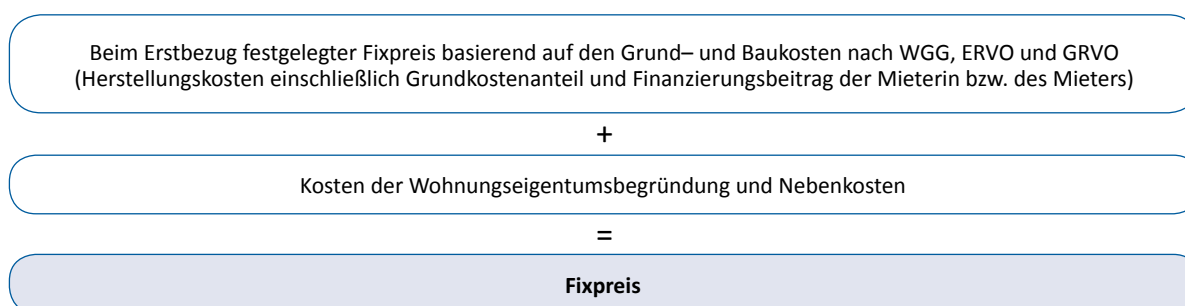 Beim Erstbezug festgelegter Fixpreis basierend auf den Grund– und Baukosten nach WGG, ERVO und GRVO
(Herstellungskosten einschließlich Grundkostenanteil und Finanzierungsbeitrag der Mieterin bzw. des Mieters)
+
Kosten der Wohnungseigentumsbegründung und Nebenkosten
=
Fixpreis